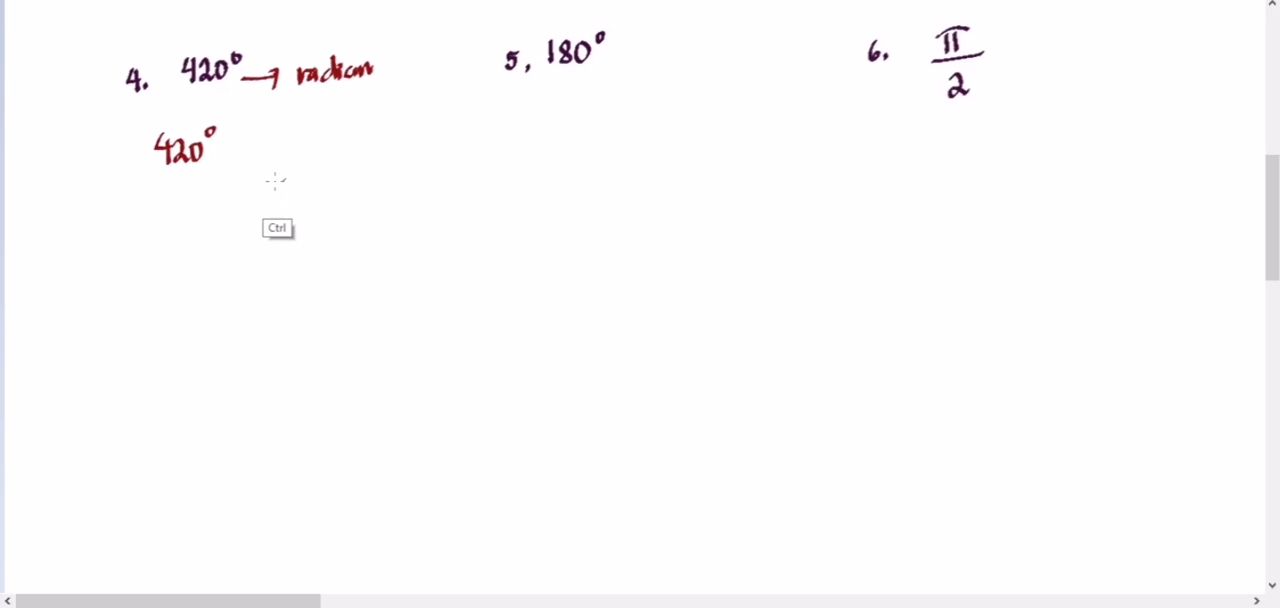 4. 420° → radian
5, 180°
6. π/2
420°
Ctrl